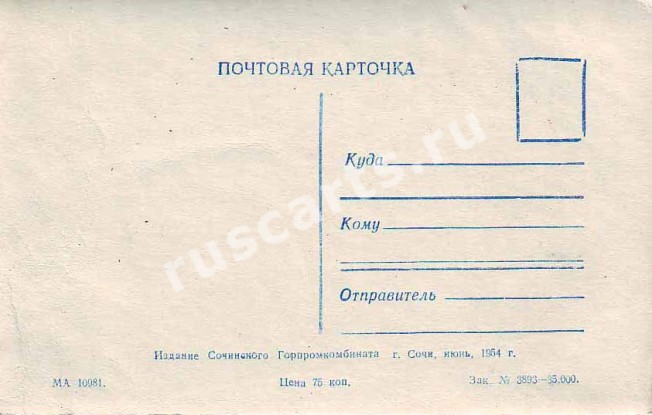 ПОЧТОВАЯ КАРТОЧКА
Куда
Кому
Отправитель
Издание Сочинского Горпромкомбината г. Сочи, июнь, 1954 г.
МА 10981. Цена 75 коп. Зак. № 3893—35.000.
ruscarts.ru